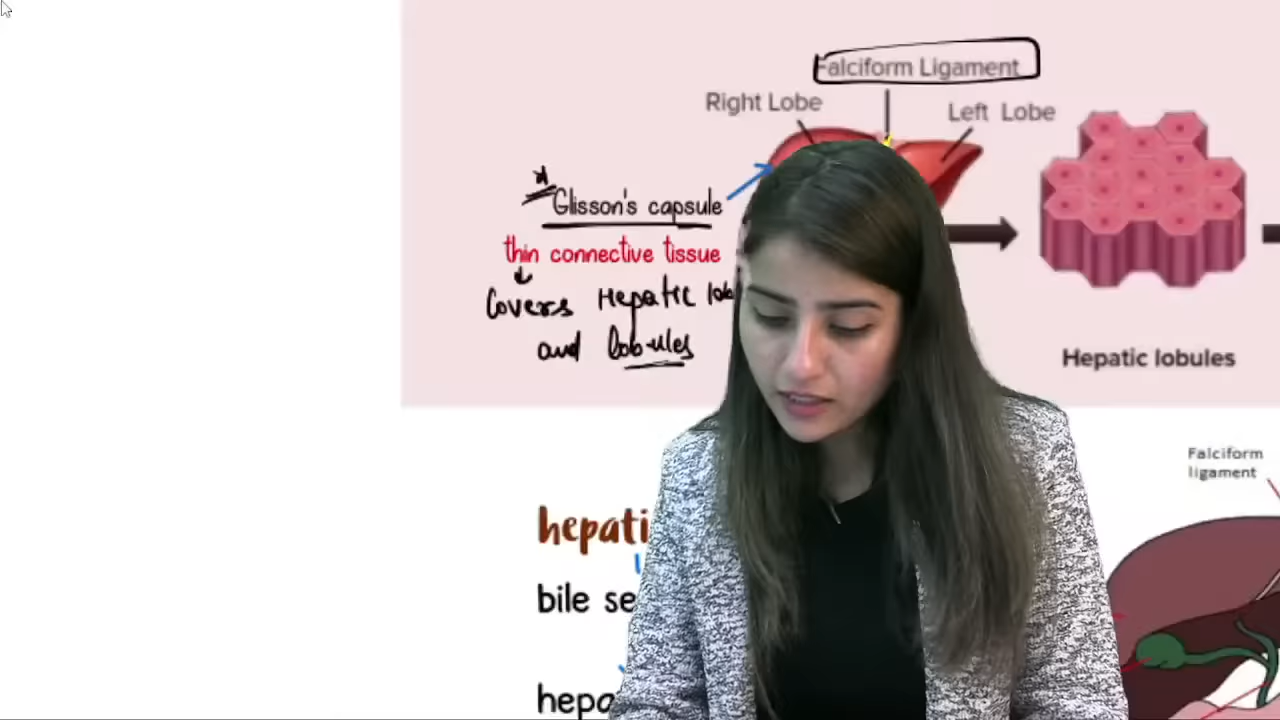 Falciform Ligament
Right Lobe
Left Lobe
Glisson's capsule
thin connective tissue
Covers Hepatic
and lobules
Hepatic lobules
Falciform
ligament
hepati
bile se
hepa